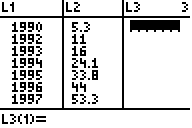 L1 L2 L3 3
1990 5.3 -------
1992 11
1993 16
1994 24.1
1995 33.8
1996 44
1997 53.3
L3(1)=